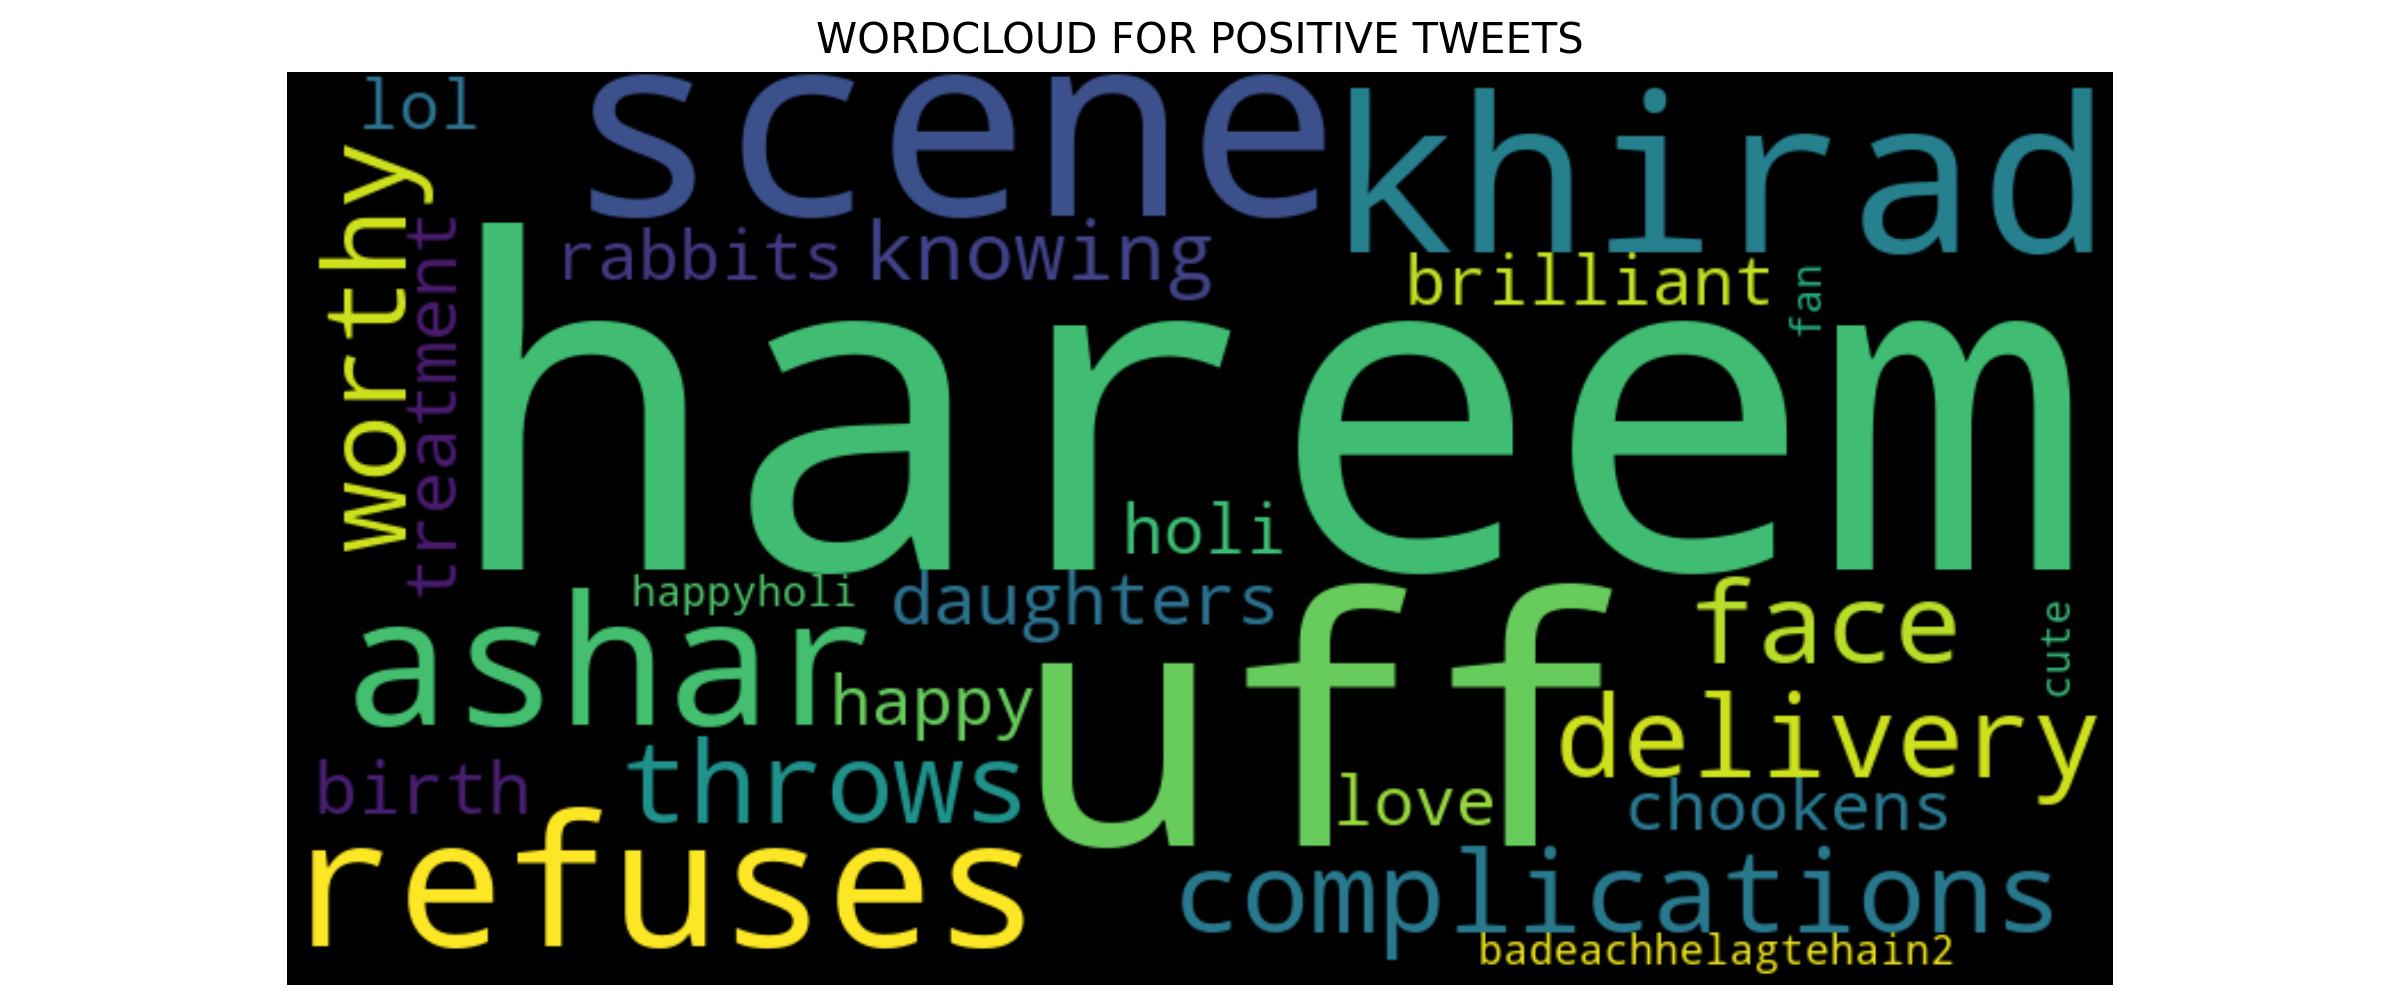 WORDCLOUD FOR POSITIVE TWEETS
lol
scene
khirad
worthy
treatment
rabbits
knowing
brilliant
fan
hareem
holi
happyholi
daughters
ashar
happy
uff
face
cute
delivery
birth
throws
love
chookens
refuses
complications
badeachhelagtehain2